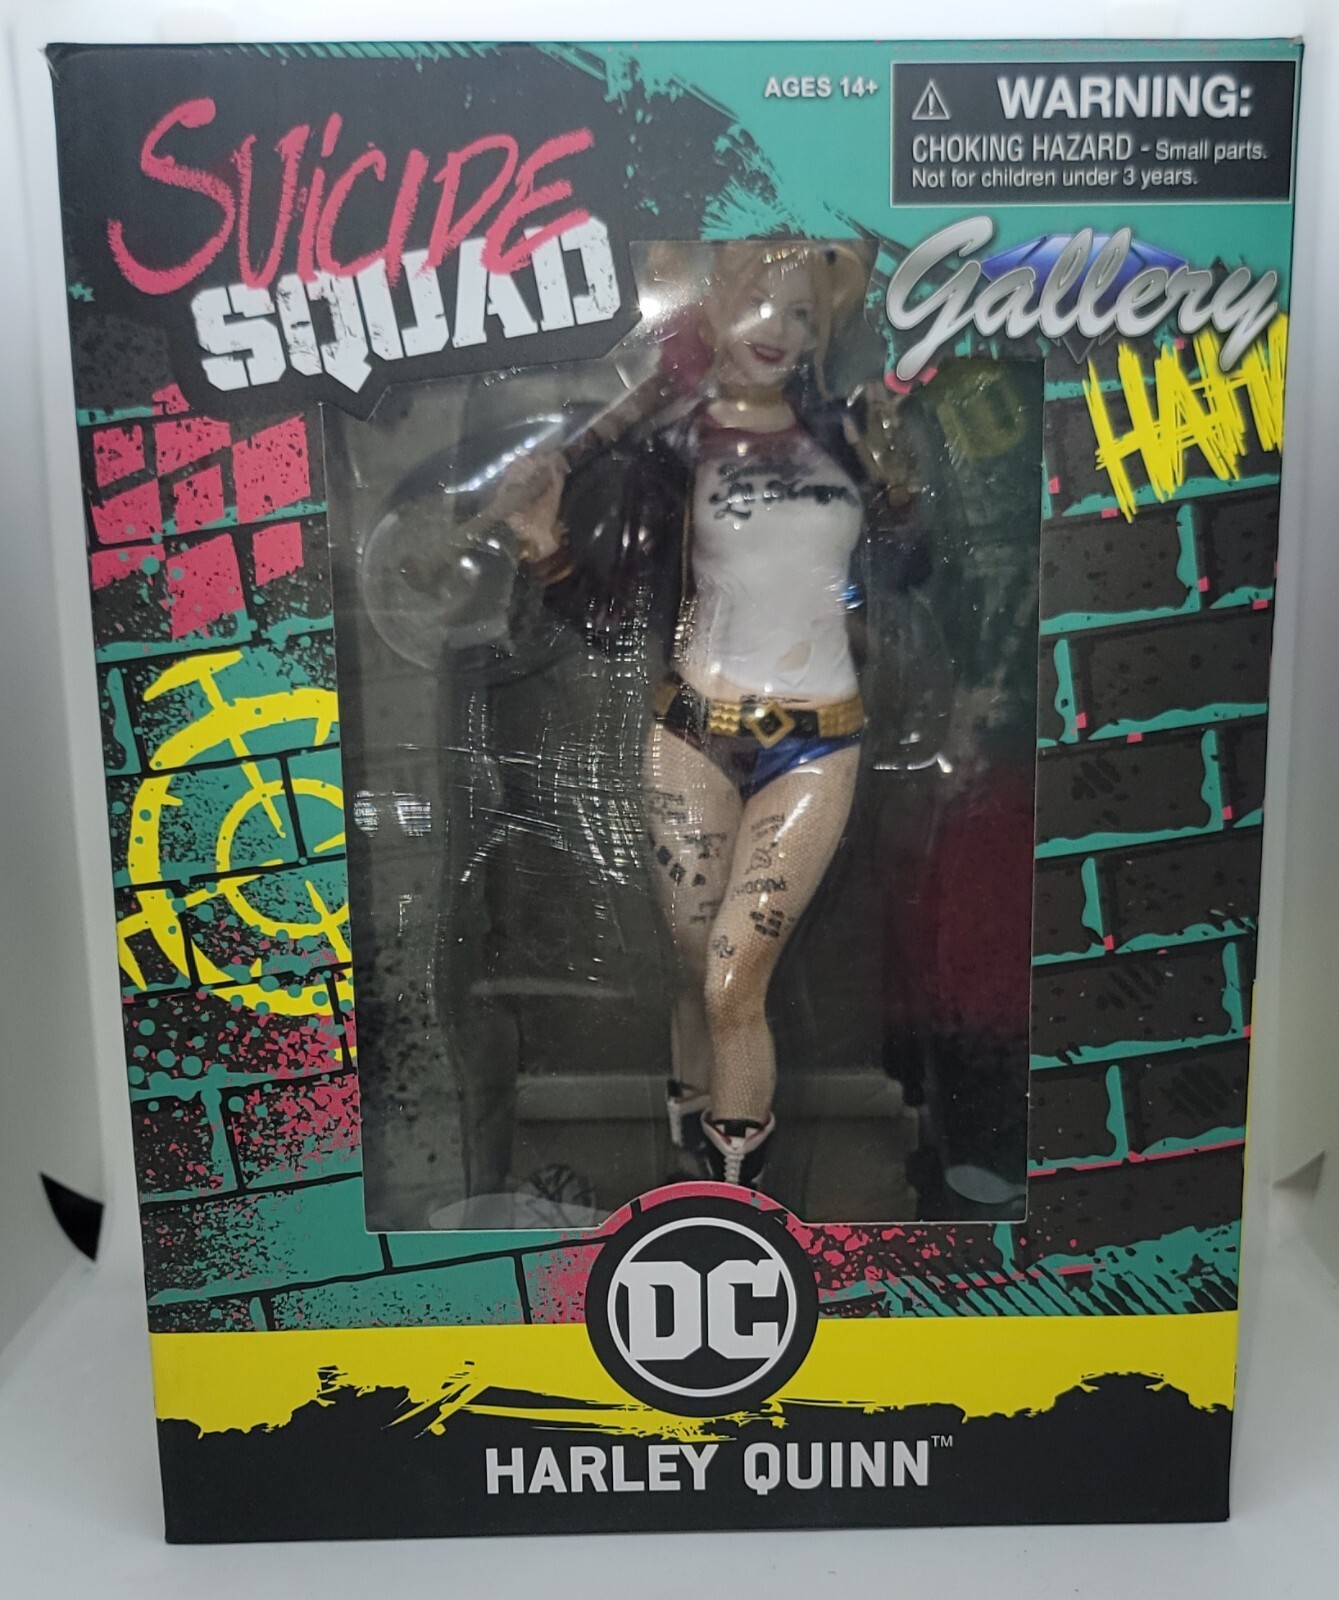 AGES 14+
WARNING:
CHOKING HAZARD - Small parts.
Not for children under 3 years.
SUiCIDE
SQUAD
Gallery
PUDDIN
DC
HARLEY QUINN™